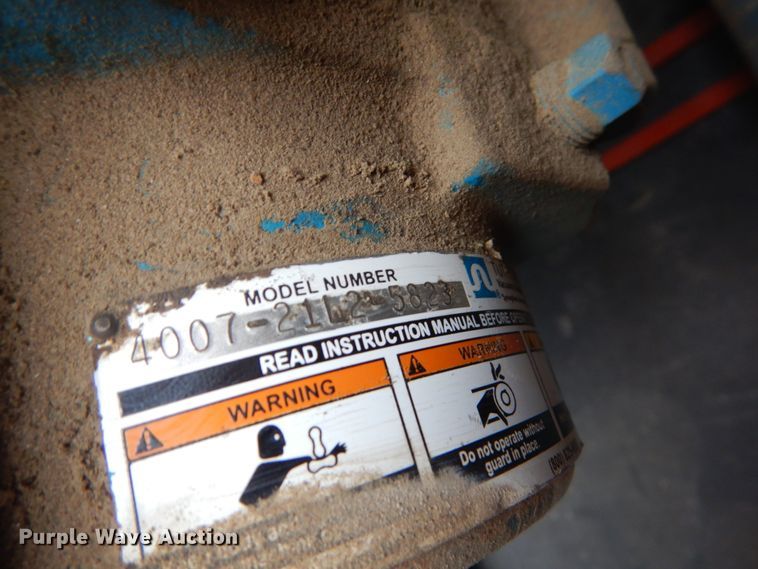 MODEL NUMBER
4007-21L2 5823
READ INSTRUCTION MANUAL BEFORE
WARNING
WARNING
Do not operate without
guard in place.
Purple Wave Auction